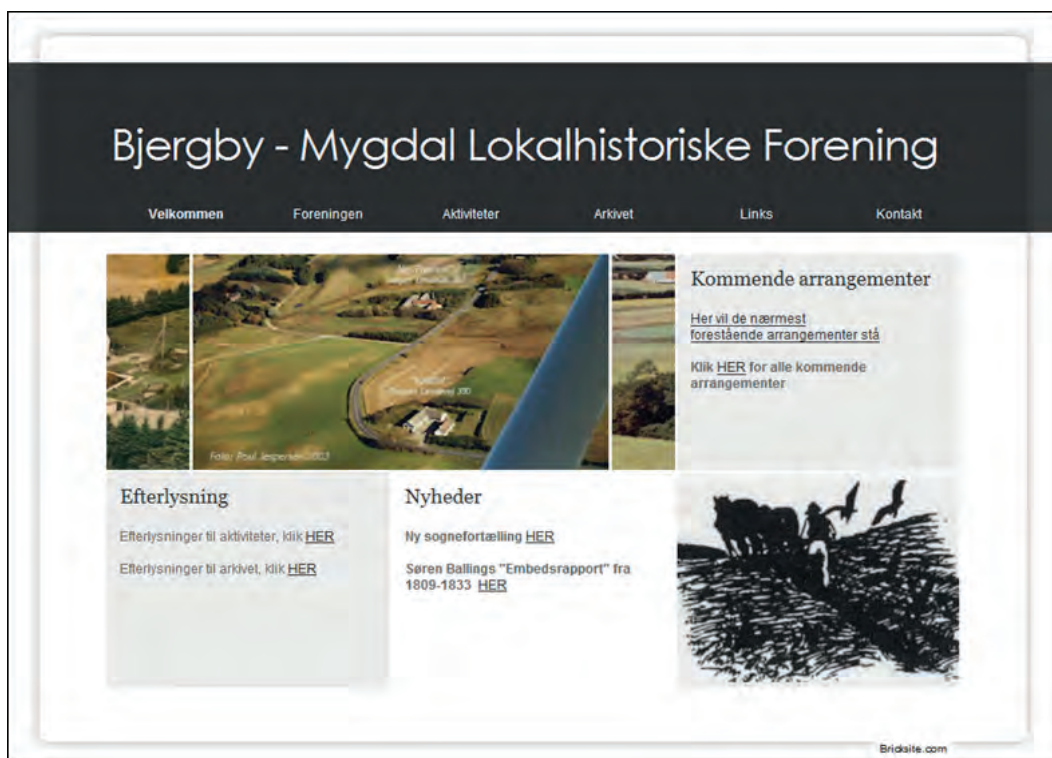 Bjergby - Mygdal Lokalhistoriske Forening
Velkommen Foreningen Aktiviteter Arkivet Links Kontakt
Foto: Poul Jespersen 2003
Kommende arrangementer
Her vil de nærmest
forestående arrangementer stå
Klik HER for alle kommende
arrangementer
Efterlysning
Efterlysninger til aktiviteter, klik HER
Efterlysninger til arkivet, klik HER
Nyheder
Ny sognefortælling HER
Søren Ballings "Embedsrapport" fra
1809-1833 HER
Bricksite.com